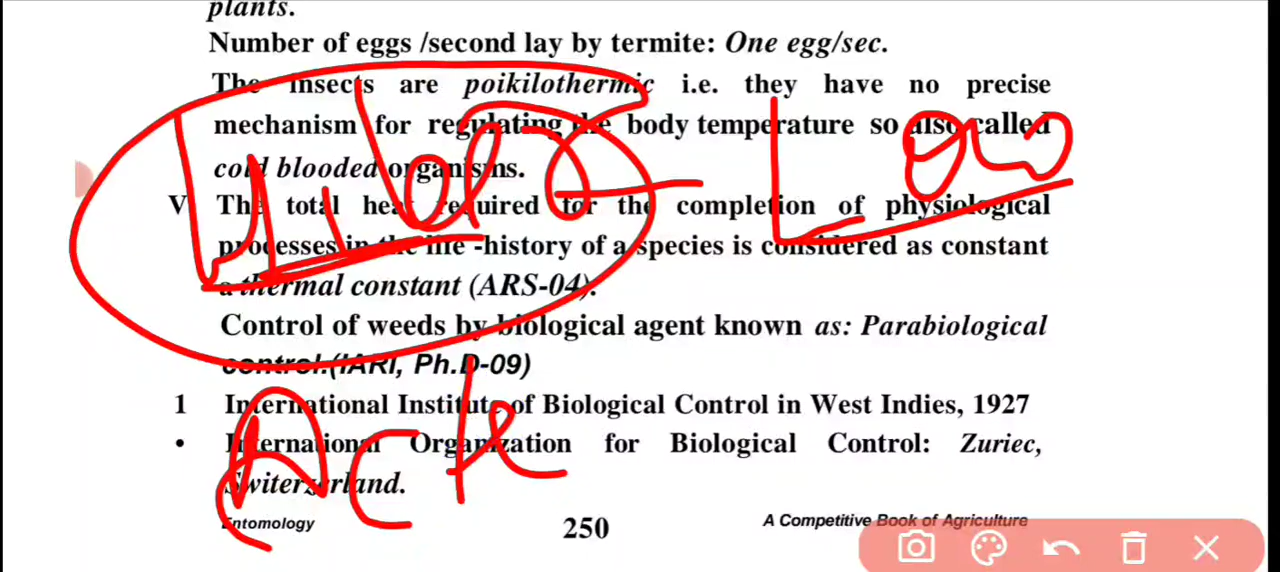 plants.
Number of eggs /second lay by termite: One egg/sec.
The insects are poikilothermic i.e. they have no precise
mechanism for regulating the body temperature so also called
cold blooded organisms.
V The total heat required for the completion of physiological
processes in the life -history of a species is considered as constant
a thermal constant (ARS-04).
Control of weeds by biological agent known as: Parabiological
control.(IARI, Ph.D-09)
1 International Institute of Biological Control in West Indies, 1927
• International Organization for Biological Control: Zuriec,
Switerzerland.
Entomology 250 A Competitive Book of Agriculture